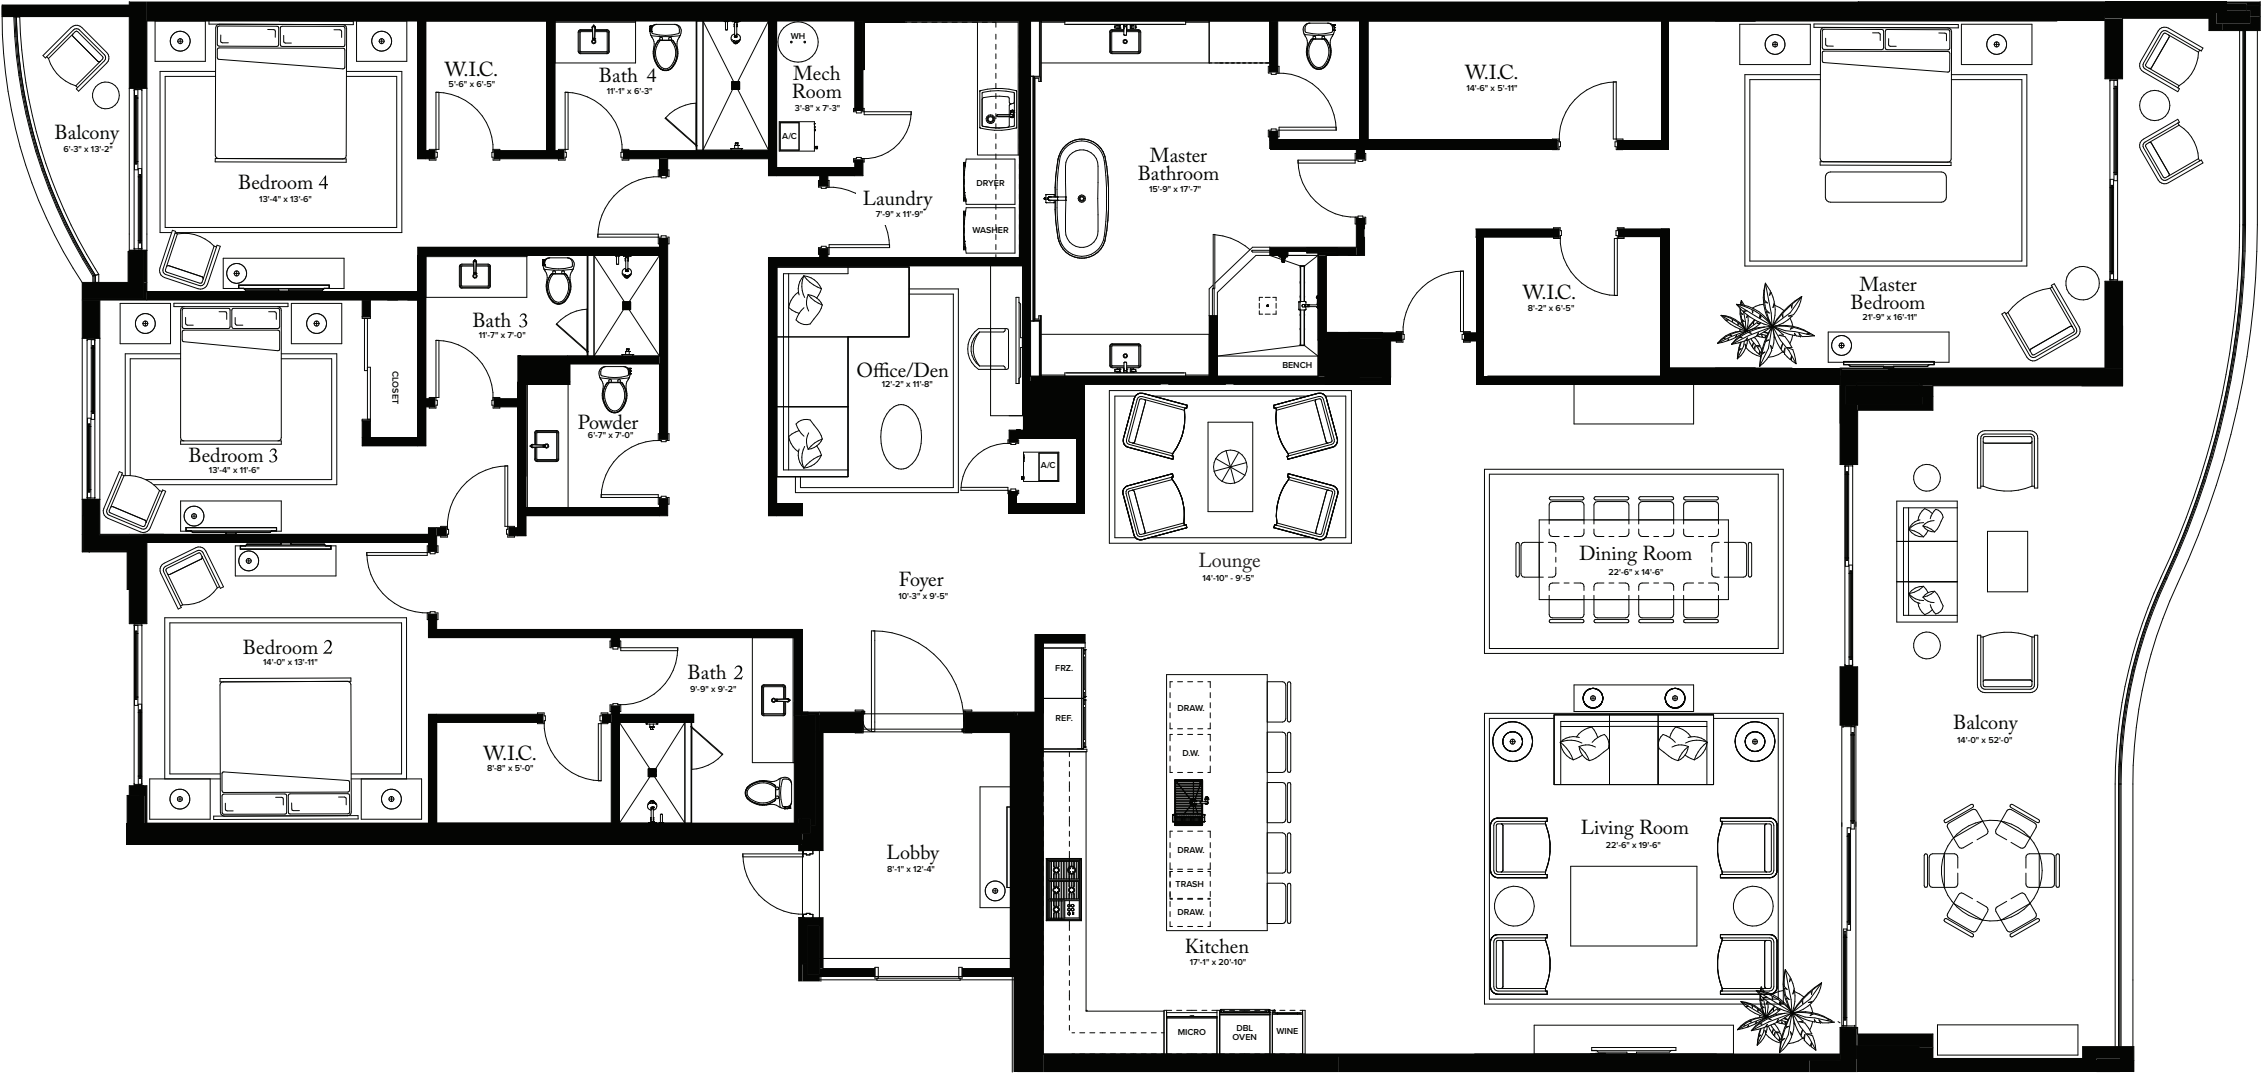 Balcony
6'-3" x 13'-2"
Bedroom 4
13'-4" x 13'-6"
W.I.C.
5'-6" x 6'-5"
Bath 4
11'-1" x 6'-3"
WH
Mech
Room
3'-8" x 7'-3"
A/C
Laundry
7'-9" x 11'-9"
DRYER
WASHER
Master
Bathroom
15'-9" x 17'-7"
BENCH
W.I.C.
14'-6" x 5'-11"
W.I.C.
8'-2" x 6'-5"
Master
Bedroom
21'-9" x 16'-11"
Bedroom 3
13'-4" x 11'-6"
CLOSET
Bath 3
11'-7" x 7'-0"
Powder
6'-7" x 7'-0"
Office/Den
12'-2" x 11'-8"
A/C
Lounge
14'-10" - 9'-5"
Dining Room
22'-6" x 14'-6"
Foyer
10'-3" x 9'-5"
Bedroom 2
14'-0" x 13'-11"
W.I.C.
8'-8" x 5'-0"
Bath 2
9'-9" x 9'-2"
Lobby
8'-1" x 12'-4"
FRZ.
REF.
DRAW.
D.W.
DRAW.
TRASH
DRAW.
Kitchen
17'-1" x 20'-10"
MICRO
DBL
OVEN
WINE
Living Room
22'-6" x 19'-6"
Balcony
14'-0" x 52'-0"